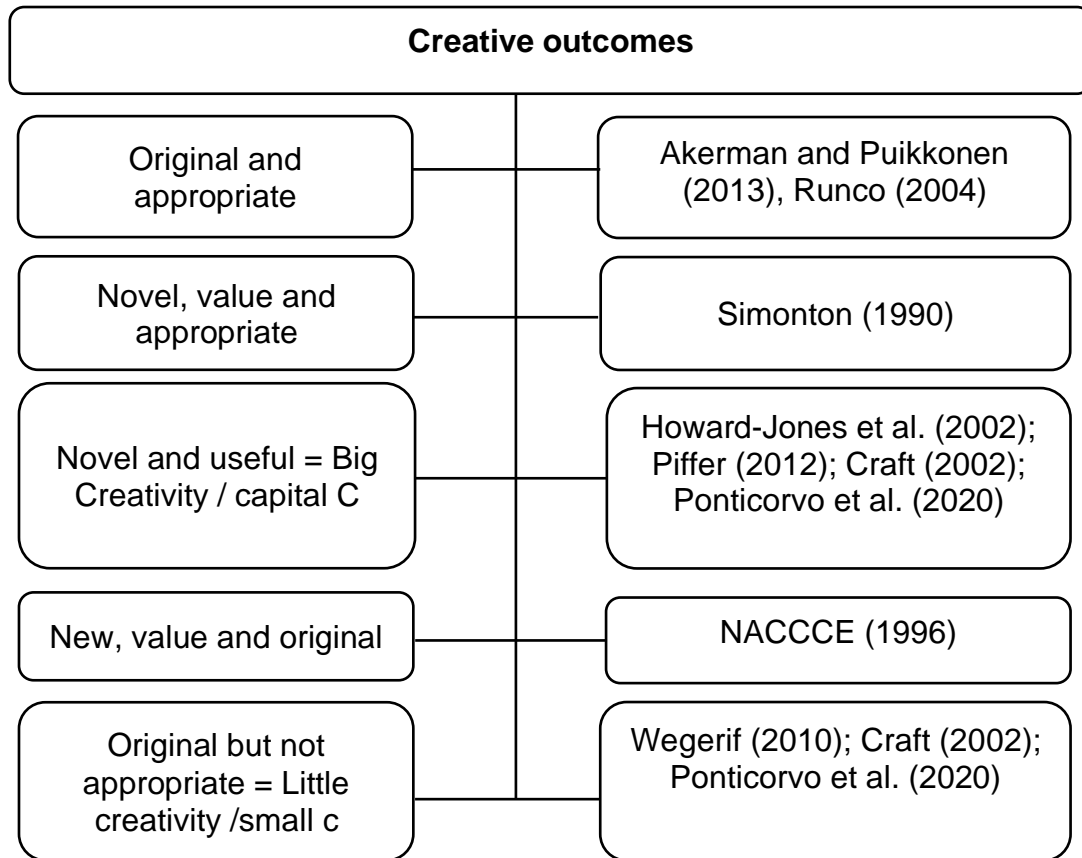 Creative outcomes
Original and
appropriate
Akerman and Puikkonen
(2013), Runco (2004)
Novel, value and
appropriate
Simonton (1990)
Novel and useful = Big
Creativity / capital C
Howard-Jones et al. (2002);
Piffer (2012); Craft (2002);
Ponticorvo et al. (2020)
New, value and original
NACCCE (1996)
Original but not
appropriate = Little
creativity /small c
Wegerif (2010); Craft (2002);
Ponticorvo et al. (2020)